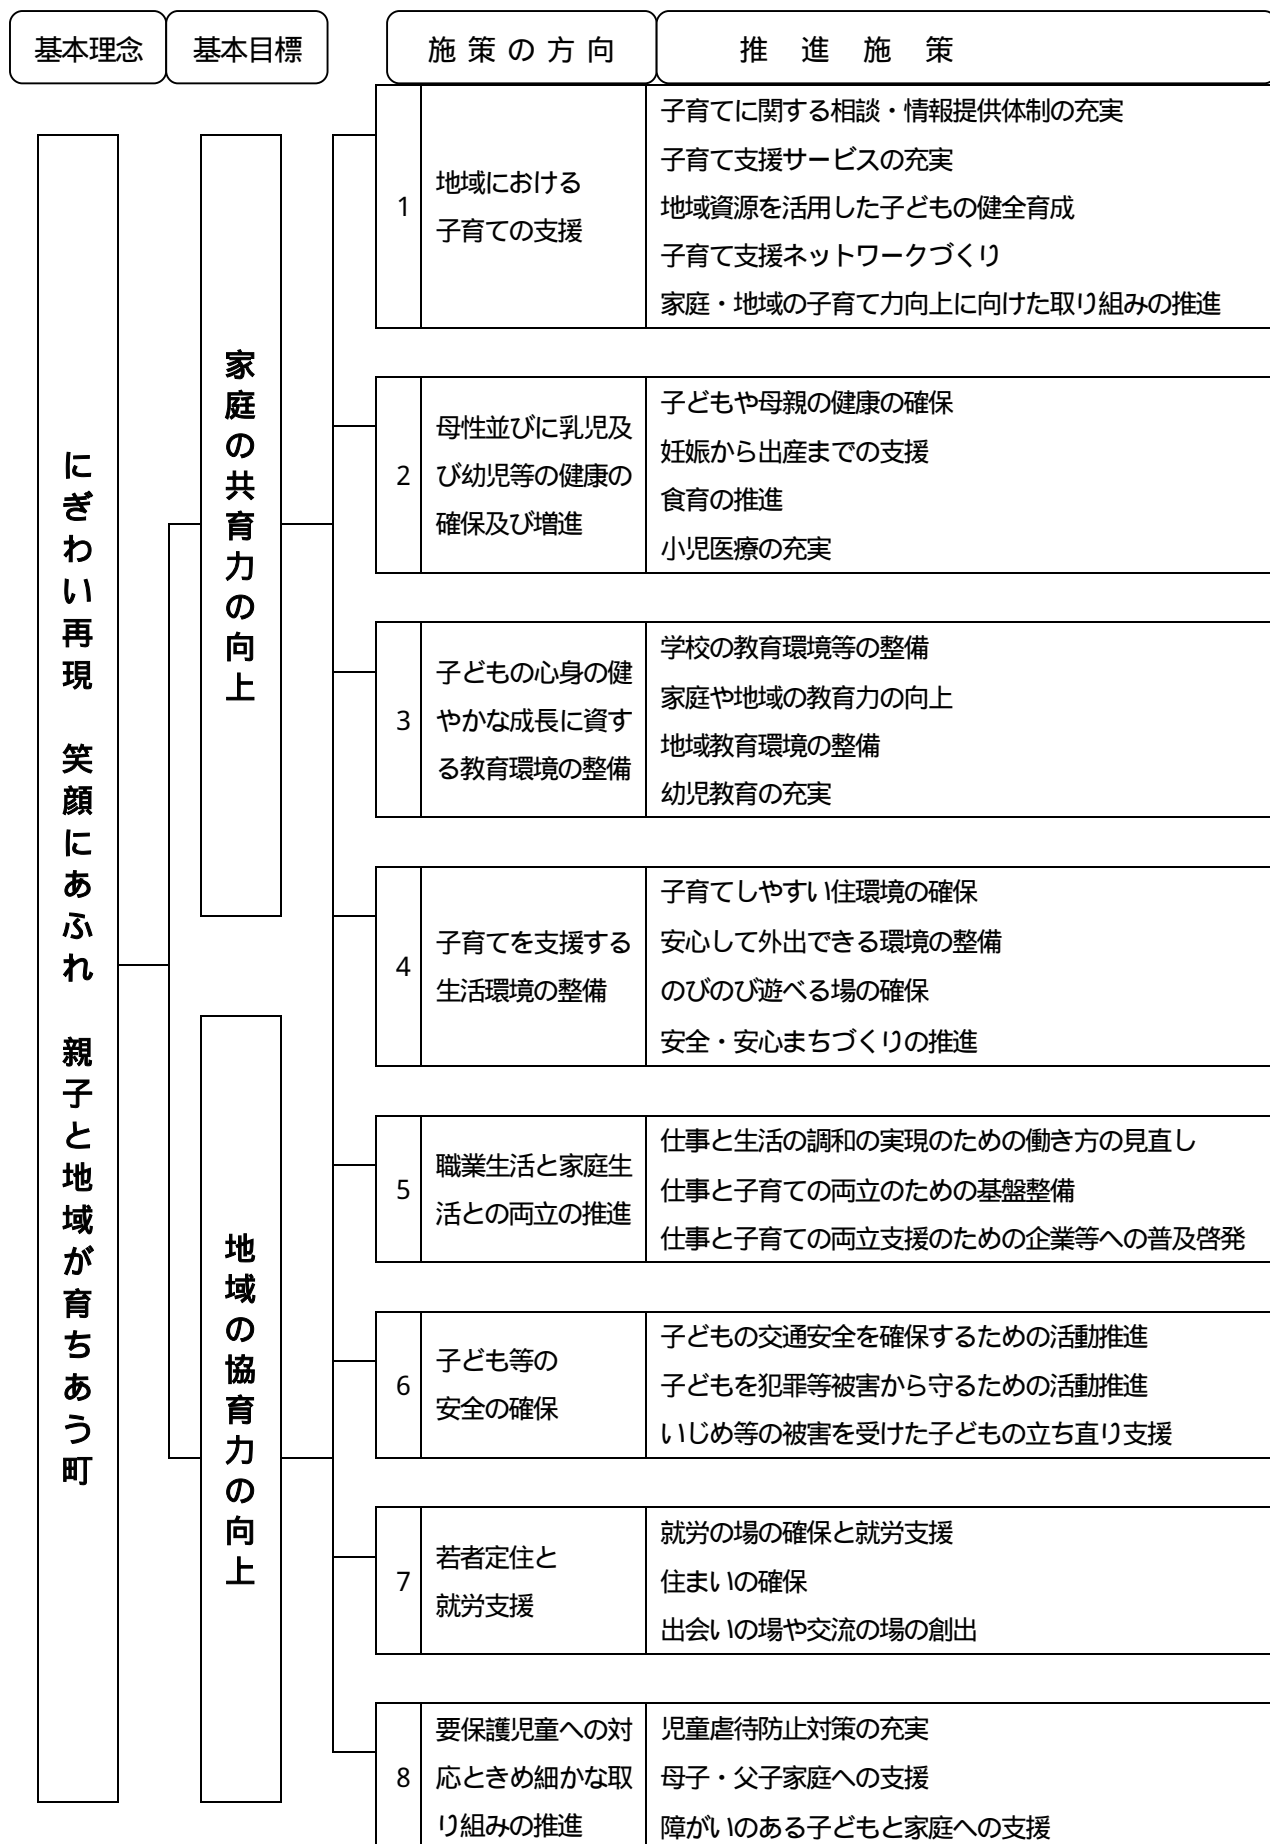 基本理念
基本目標
施策の方向
推進施策
にぎわい再現　笑顔にあふれ　親子と地域が育ちあう町
家庭の共育力の向上
地域の協育力の向上
1
地域における
子育ての支援
子育てに関する相談・情報提供体制の充実
子育て支援サービスの充実
地域資源を活用した子どもの健全育成
子育て支援ネットワークづくり
家庭・地域の子育て力向上に向けた取り組みの推進
2
母性並びに乳児及
び幼児等の健康の
確保及び増進
子どもや母親の健康の確保
妊娠から出産までの支援
食育の推進
小児医療の充実
3
子どもの心身の健
やかな成長に資す
る教育環境の整備
学校の教育環境等の整備
家庭や地域の教育力の向上
地域教育環境の整備
幼児教育の充実
4
子育てを支援する
生活環境の整備
子育てしやすい住環境の確保
安心して外出できる環境の整備
のびのび遊べる場の確保
安全・安心まちづくりの推進
5
職業生活と家庭生
活との両立の推進
仕事と生活の調和の実現のための働き方の見直し
仕事と子育ての両立のための基盤整備
仕事と子育ての両立支援のための企業等への普及啓発
6
子ども等の
安全の確保
子どもの交通安全を確保するための活動推進
子どもを犯罪等被害から守るための活動推進
いじめ等の被害を受けた子どもの立ち直り支援
7
若者定住と
就労支援
就労の場の確保と就労支援
住まいの確保
出会いの場や交流の場の創出
8
要保護児童への対
応ときめ細かな取
り組みの推進
児童虐待防止対策の充実
母子・父子家庭への支援
障がいのある子どもと家庭への支援